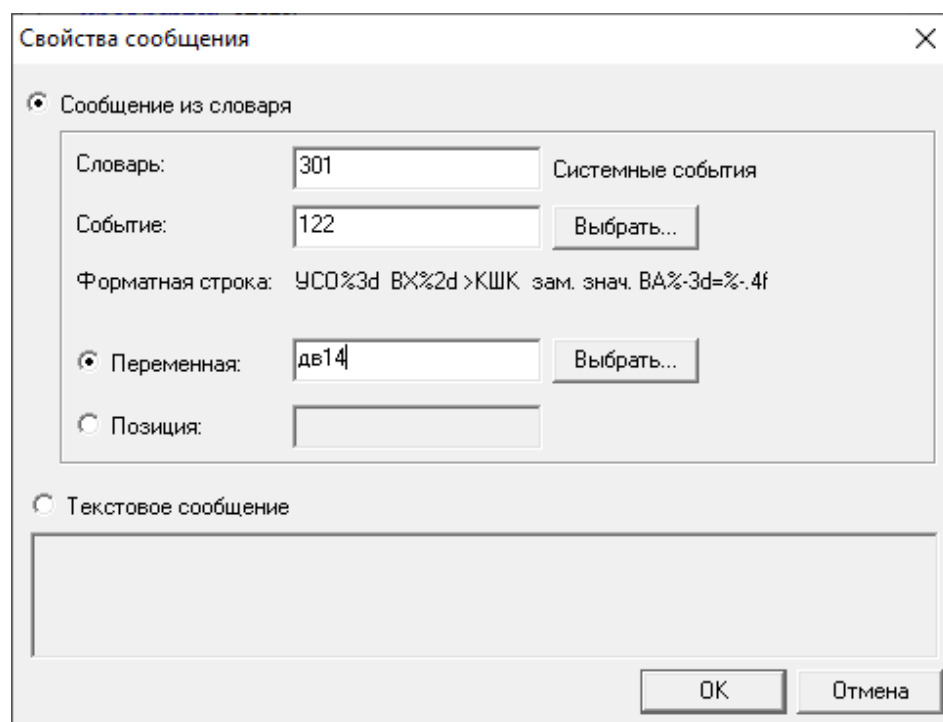 Свойства сообщения
Сообщение из словаря
Словарь: 301 Системные события
Событие: 122 Выбрать...
Форматная строка: УСО%3d ВХ%2d >КШК зам. знач. ВА%-3d=%-.4f
Переменная: дв14 Выбрать...
Позиция:
Текстовое сообщение
OK Отмена